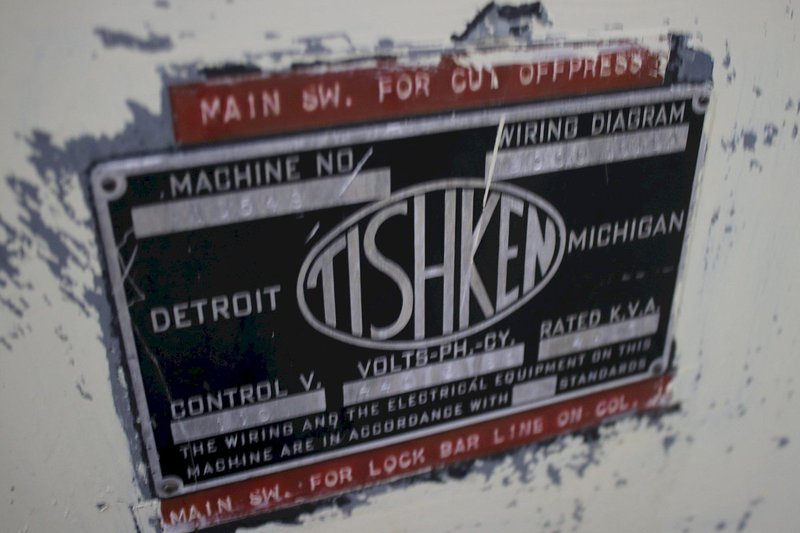 MAIN SW. FOR CUT OFFPRESS
MACHINE NO.
WIRING DIAGRAM
TISHKEN
DETROIT
MICHIGAN
CONTROL V.
VOLTS-PH.-CY.
RATED K.V.A.
THE WIRING AND THE ELECTRICAL EQUIPMENT ON THIS
MACHINE ARE IN ACCORDANCE WITH STANDARDS
MAIN SW. FOR LOCK BAR LINE ON COL.